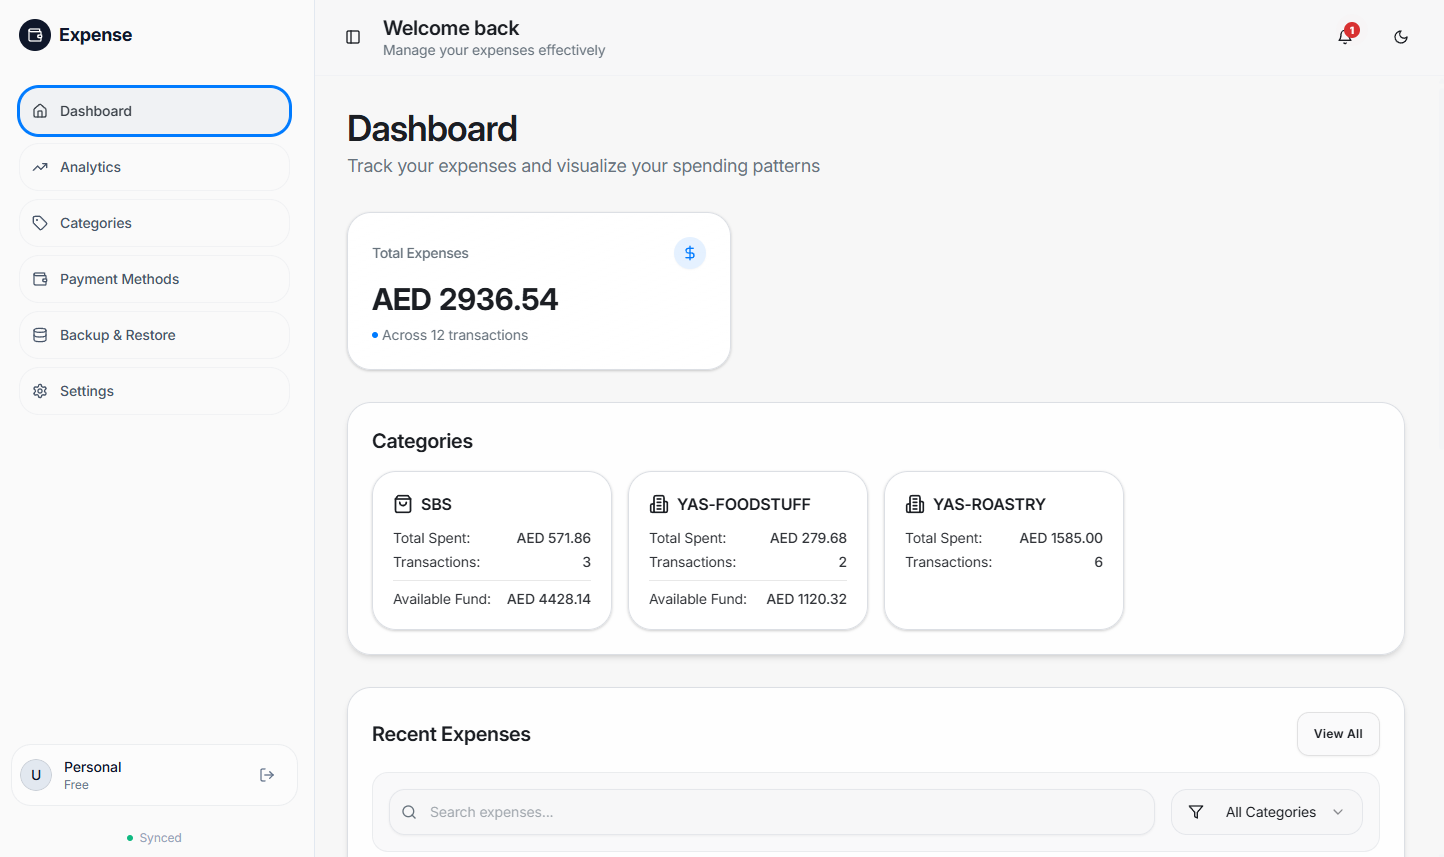 Expense
Dashboard
Analytics
Categories
Payment Methods
Backup & Restore
Settings
U
Personal
Free
Synced
Welcome back
Manage your expenses effectively
1
Dashboard
Track your expenses and visualize your spending patterns
Total Expenses
$
AED 2936.54
Across 12 transactions
Categories
SBS
Total Spent: AED 571.86
Transactions: 3
Available Fund: AED 4428.14
YAS-FOODSTUFF
Total Spent: AED 279.68
Transactions: 2
Available Fund: AED 1120.32
YAS-ROASTRY
Total Spent: AED 1585.00
Transactions: 6
Recent Expenses
View All
Search expenses...
All Categories